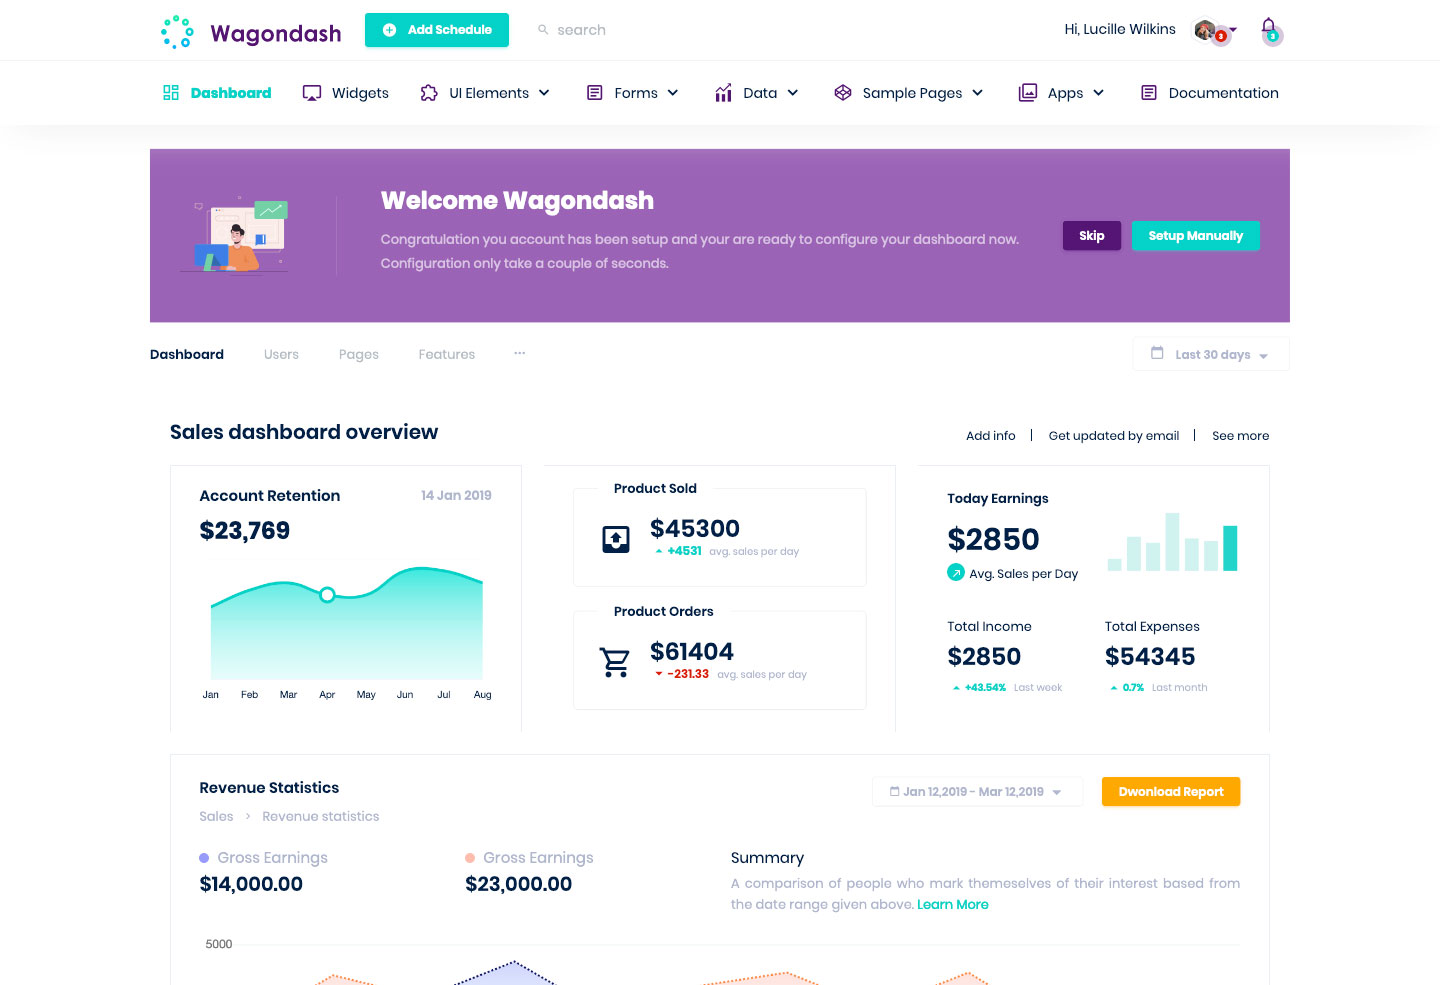 Wagondash
Add Schedule
search
Hi, Lucille Wilkins
3
3
Dashboard
Widgets
UI Elements
Forms
Data
Sample Pages
Apps
Documentation
Welcome Wagondash
Congratulation you account has been setup and your are ready to configure your dashboard now.
Configuration only take a couple of seconds.
Skip
Setup Manually
Dashboard
Users
Pages
Features
...
Last 30 days
Sales dashboard overview
Add info
Get updated by email
See more
Account Retention
14 Jan 2019
$23,769
Jan Feb Mar Apr May Jun Jul Aug
Product Sold
$45300
+4531 avg. sales per day
Product Orders
$61404
-231.33 avg. sales per day
Today Earnings
$2850
Avg. Sales per Day
Total Income
$2850
+43.54% Last week
Total Expenses
$54345
0.7% Last month
Revenue Statistics
Sales > Revenue statistics
Jan 12,2019 - Mar 12,2019
Dwonload Report
Gross Earnings
$14,000.00
Gross Earnings
$23,000.00
Summary
A comparison of people who mark themeselves of their interest based from
the date range given above. Learn More
5000